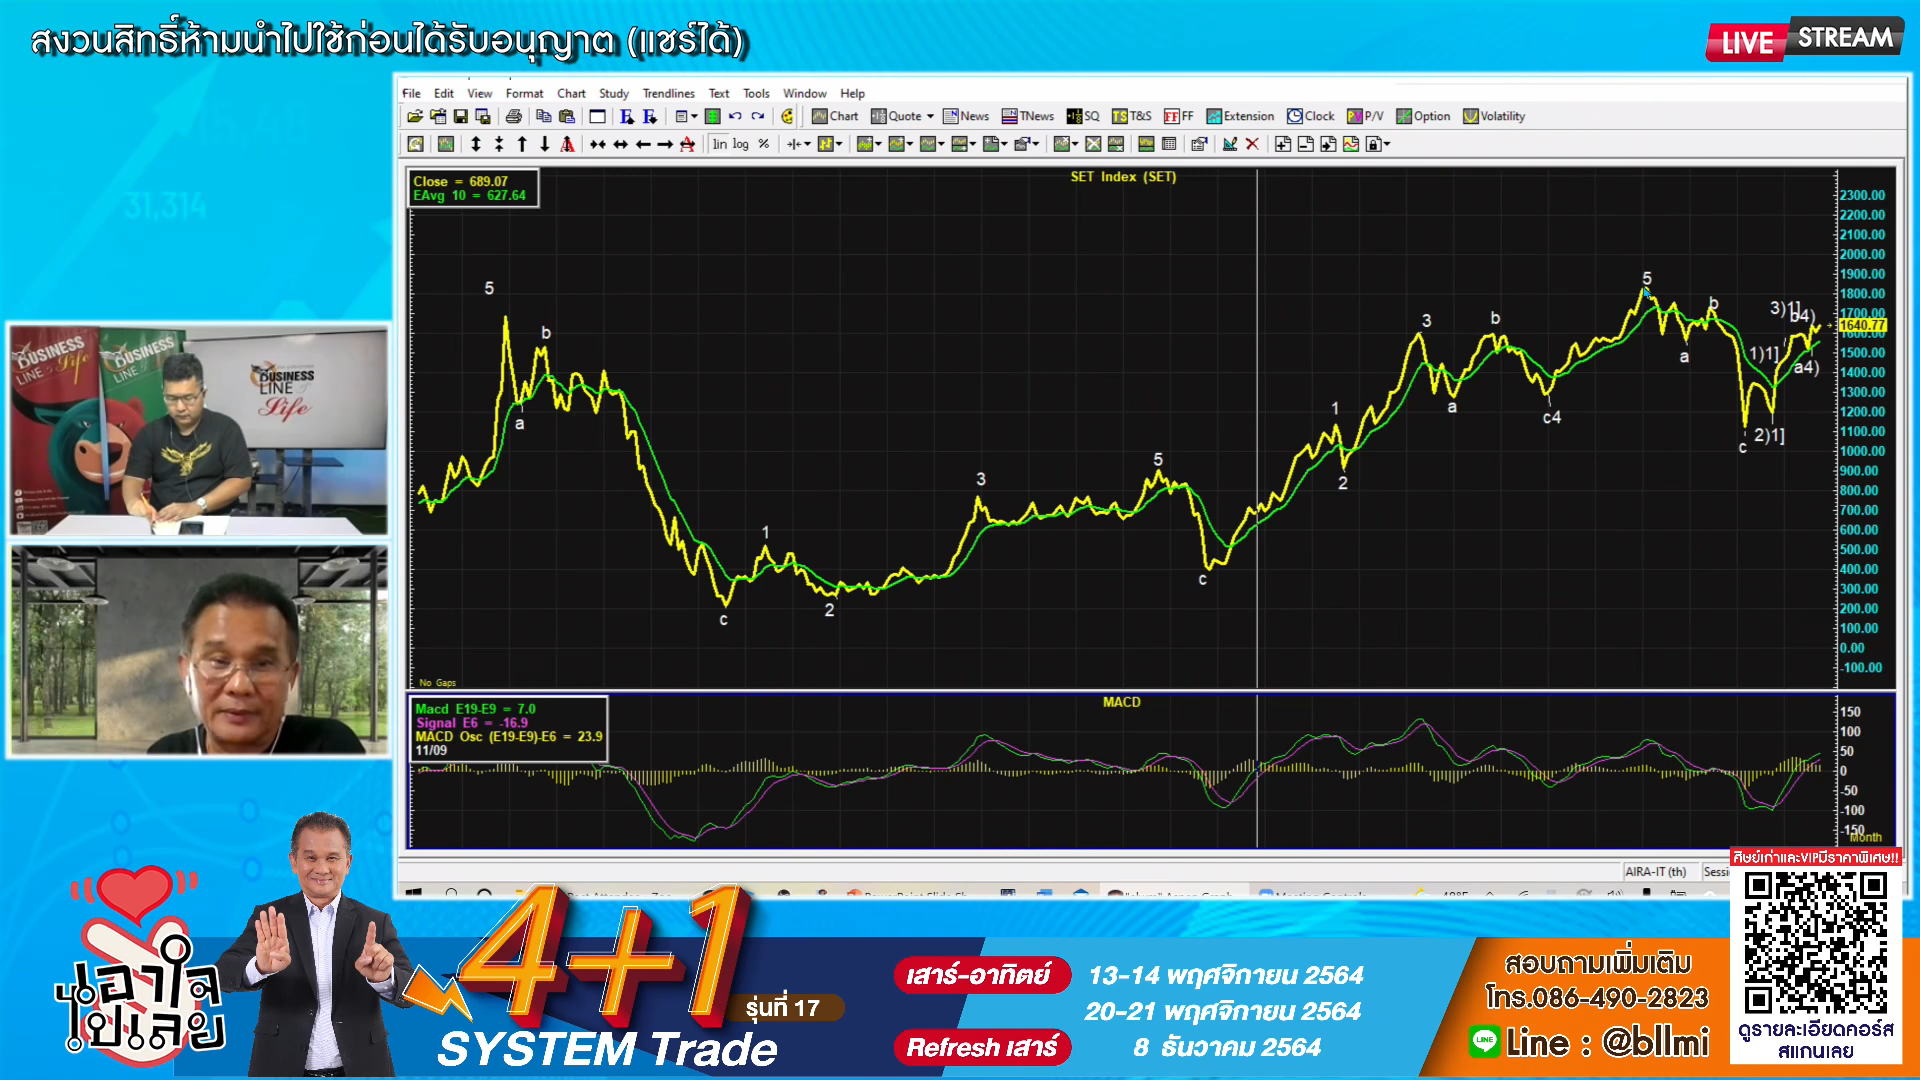 สงวนสิทธิ์ห้ามนำไปใช้ก่อนได้รับอนุญาต (แชร์ได้)
LIVE STREAM
31,314
File Edit View Format Chart Study Trendlines Text Tools Window Help
Chart Quote News TNews SQ T&S FF Extension Clock P/V Option Volatility
lin log %
Close = 689.07
EAvg 10 = 627.64
SET Index (SET)
2300.00
2200.00
2100.00
2000.00
1900.00
1800.00
1700.00
1640.77
1600.00
1500.00
1400.00
1300.00
1200.00
1100.00
1000.00
900.00
800.00
700.00
600.00
500.00
400.00
300.00
200.00
100.00
0.00
-100.00
5 a b c 1 2 3 5 c 1 2 3 a b c4 5 a b c 1)1] 2)1] 3)1] b4) a4)
No Gaps
Macd E19-E9 = 7.0
Signal E6 = -16.9
MACD Osc (E19-E9)-E6 = 23.9
11/09
MACD
150
100
50
0
-50
-100
-150
Month
AIRA-IT (th)
BUSINESS
LINE &
Life
BUSINESS
LINE &
Life
BUSINESS
LINE &
Life
เอาใจ
ไปเลย
4+1
รุ่นที่ 17
SYSTEM Trade
เสาร์-อาทิตย์ 13-14 พฤศจิกายน 2564
20-21 พฤศจิกายน 2564
Refresh เสาร์ 8 ธันวาคม 2564
สอบถามเพิ่มเติม
โทร.086-490-2823
LINE Line : @bllmi
ศิษย์เก่าและVIPมีราคาพิเศษ!!
ดูรายละเอียดคอร์ส
สแกนเลย